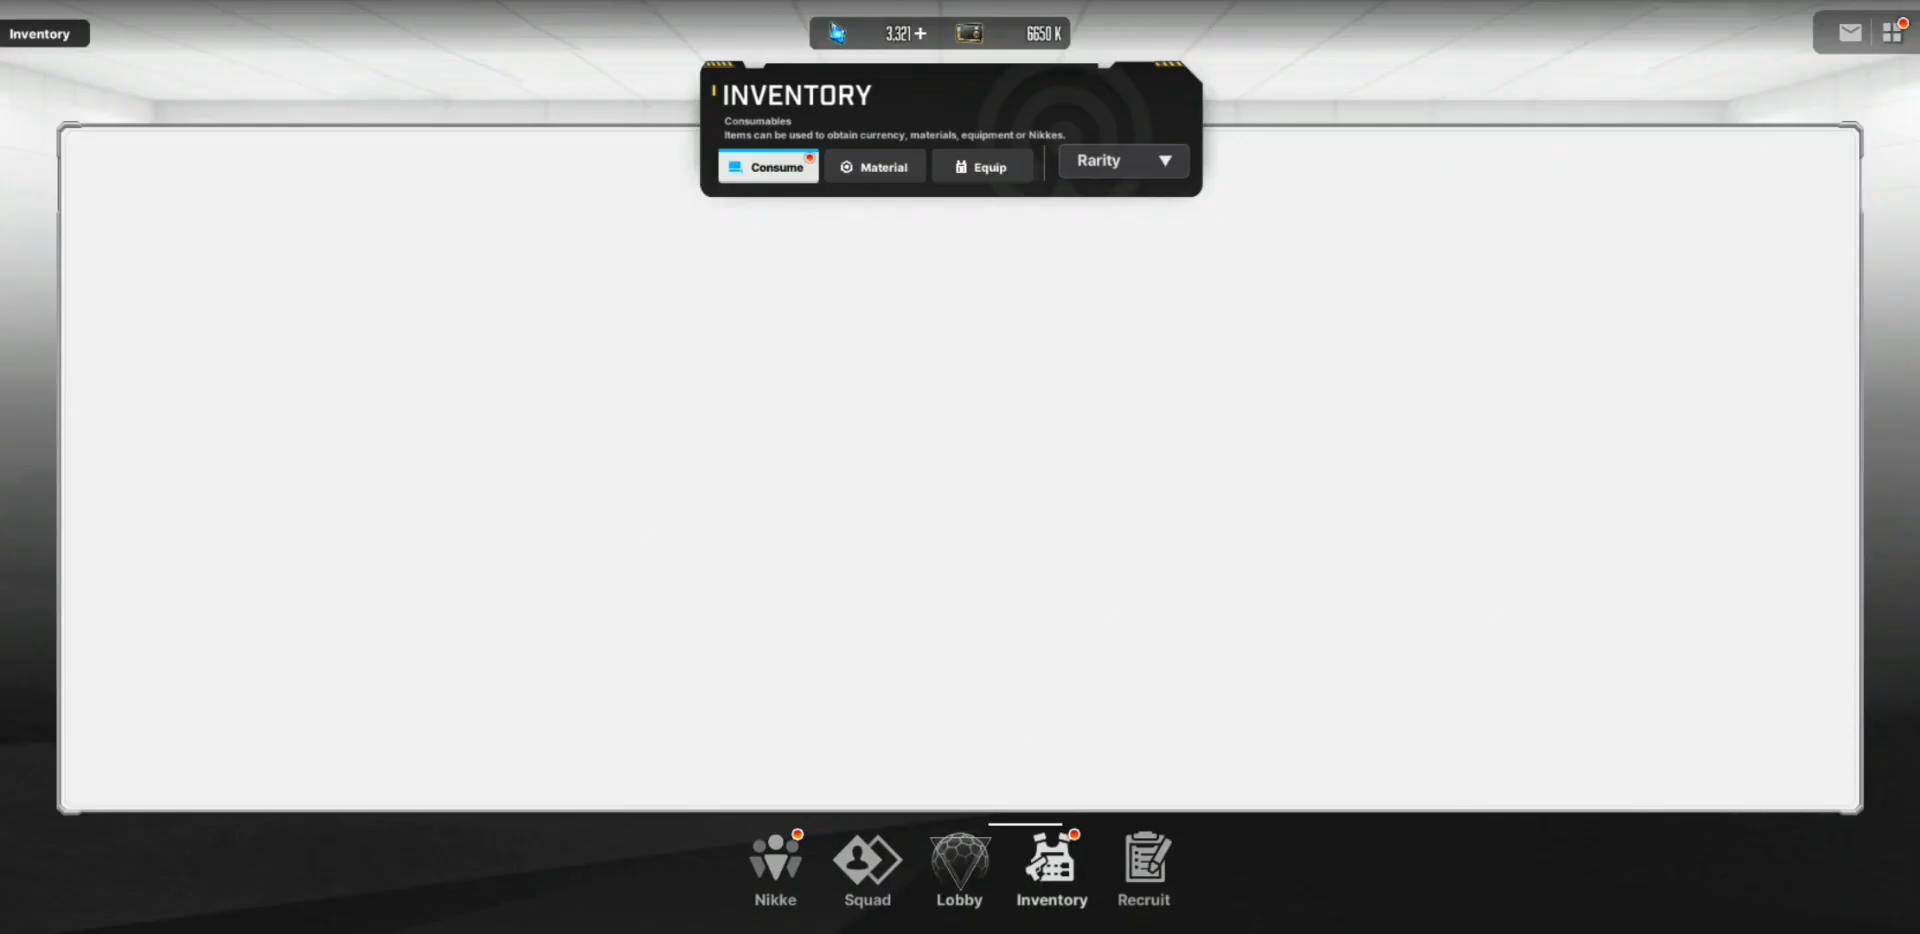 Inventory
3,321 +
6650 K
INVENTORY
Consumables
Items can be used to obtain currency, materials, equipment or Nikkes.
Consume
Material
Equip
Rarity
Nikke
Squad
Lobby
Inventory
Recruit